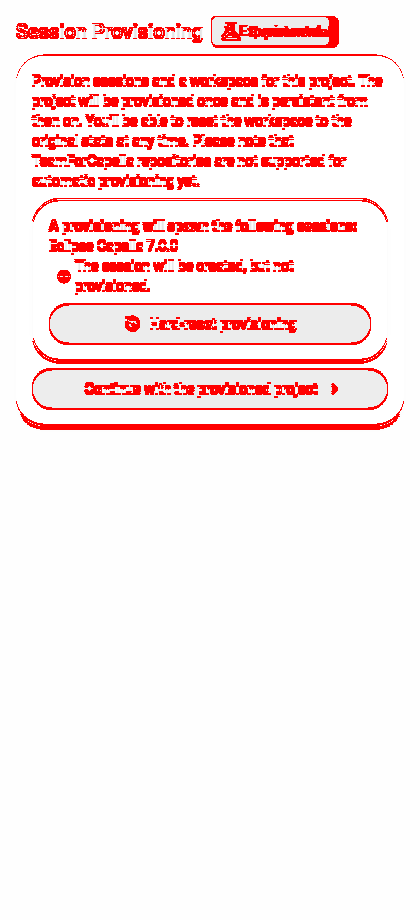 Session Provisioning Experimental
Provision sessions and a workspace for this project. The
project will be provisioned once and is persistent from
then on. You'll be able to reset the workspace to the
original state at any time. Please note that
TeamForCapella repositories are not supported for
automatic provisioning yet.
A provisioning will spawn the following sessions:
Eclipse Capella 7.0.0
The session will be created, but not
provisioned.
Hard-reset provisioning
Continue with the provisioned project